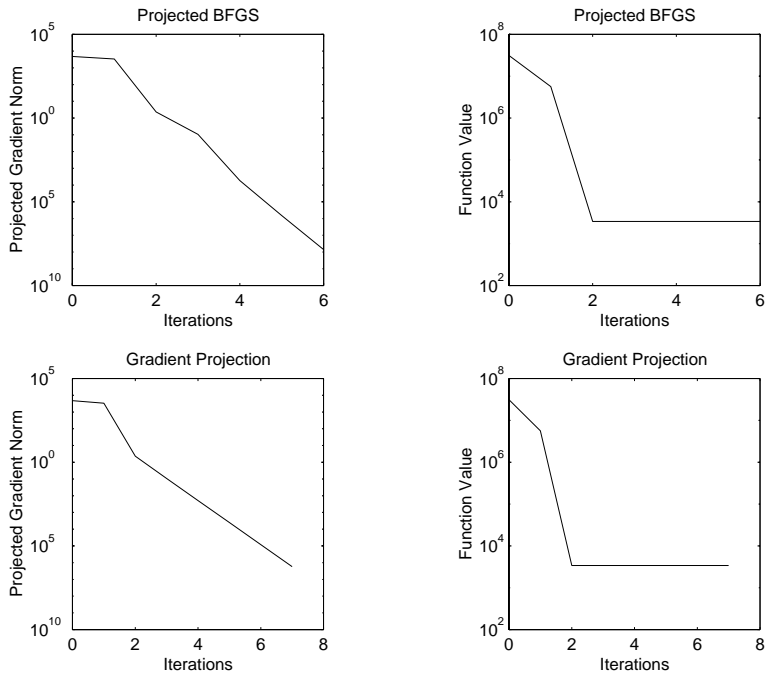 Projected BFGS
10^5
10^0
10^5
10^10
Projected Gradient Norm
0 2 4 6
Iterations
Projected BFGS
10^8
10^6
10^4
10^2
Function Value
0 2 4 6
Iterations
Gradient Projection
10^5
10^0
10^5
10^10
Projected Gradient Norm
0 2 4 6 8
Iterations
Gradient Projection
10^8
10^6
10^4
10^2
Function Value
0 2 4 6 8
Iterations